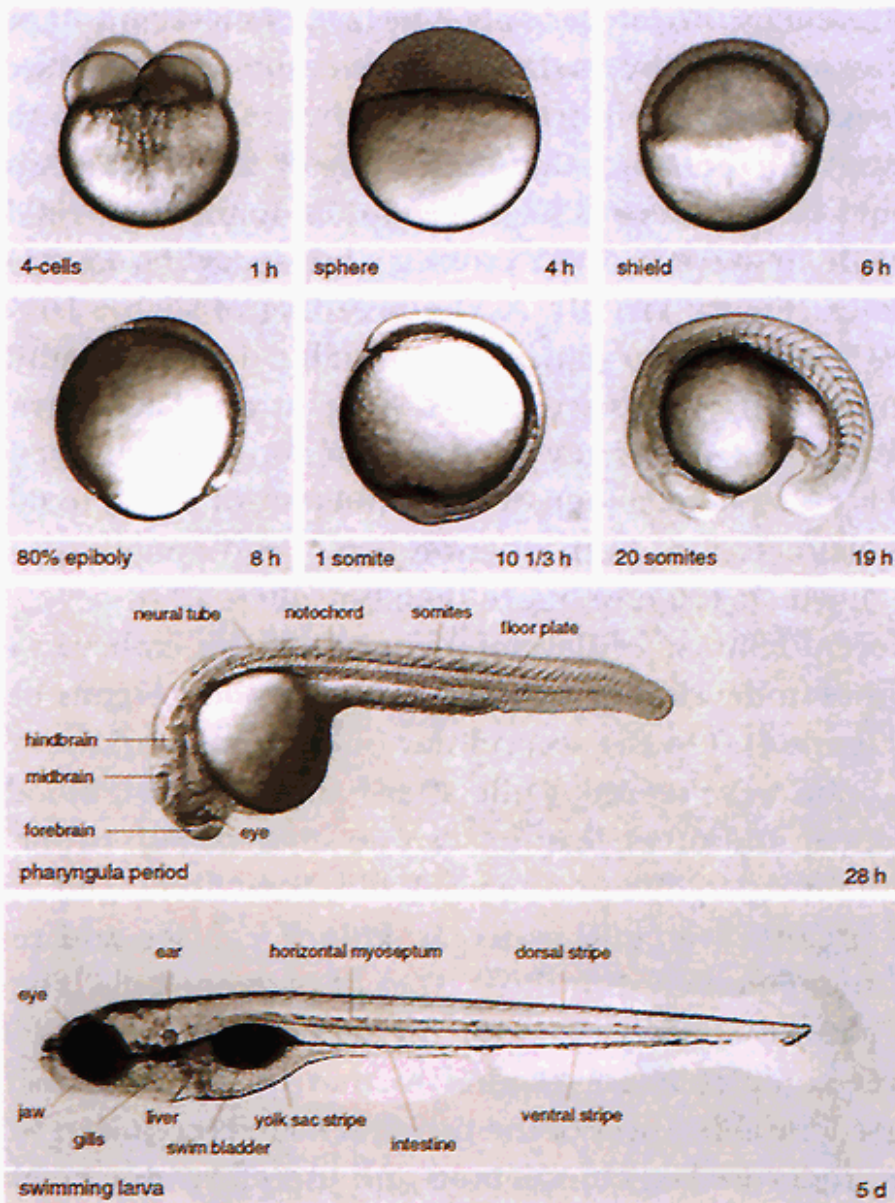 4-cells 1 h
sphere 4 h
shield 6 h
80% epiboly 8 h
1 somite 10 1/3 h
20 somites 19 h
neural tube notochord somites
floor plate
hindbrain
midbrain
forebrain eye
pharyngula period 28 h
ear horizontal myoseptum dorsal stripe
eye
jaw
gills
liver
swim bladder
yolk sac stripe
intestine
ventral stripe
swimming larva 5 d